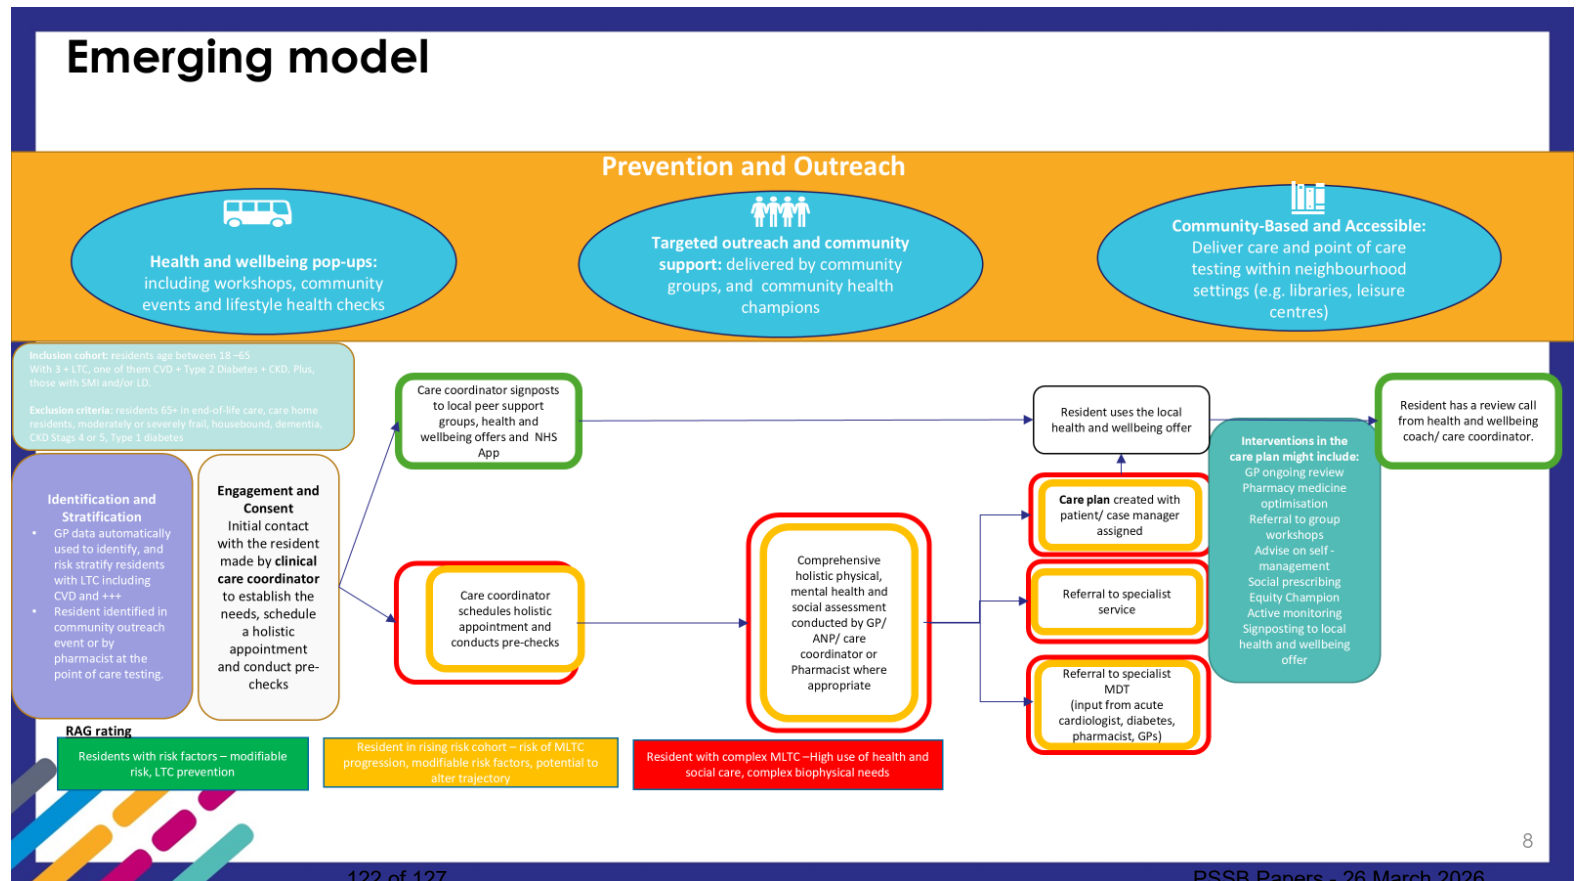 Emerging model
Prevention and Outreach
Health and wellbeing pop-ups:
including workshops, community
events and lifestyle health checks
Targeted outreach and community
support: delivered by community
groups, and  community health
champions
Community-Based and Accessible:
Deliver care and point of care
testing within neighbourhood
settings (e.g. libraries, leisure
centres)
Inclusion cohort: residents age between 18 –65
With 3 + LTC, one of them CVD + Type 2 Diabetes + CKD. Plus,
those with SMI and/or LD.
Exclusion criteria: residents 65+ in end-of-life care, care home
residents, moderately or severely frail, housebound, dementia,
CKD Stags 4 or 5, Type 1 diabetes
Identification and
Stratification
• GP data automatically
used to identify, and
risk stratify residents
with LTC including
CVD and +++
• Resident identified in
community outreach
event or by
pharmacist at the
point of care testing.
Engagement and
Consent
Initial contact
with the resident
made by clinical
care coordinator
to establish the
needs, schedule
a holistic
appointment
and conduct pre-
checks
Care coordinator signposts
to local peer support
groups, health and
wellbeing offers and  NHS
App
Care coordinator
schedules holistic
appointment and
conducts pre-checks
Comprehensive
holistic physical,
mental health and
social assessment
conducted by GP/
ANP/ care
coordinator or
Pharmacist where
appropriate
Resident uses the local
health and wellbeing offer
Care plan created with
patient/ case manager
assigned
Referral to specialist
service
Referral to specialist
MDT
(input from acute
cardiologist, diabetes,
pharmacist, GPs)
Interventions in the
care plan might include:
GP ongoing review
Pharmacy medicine
optimisation
Referral to group
workshops
Advise on self -
management
Social prescribing
Equity Champion
Active monitoring
Signposting to local
health and wellbeing
offer
Resident has a review call
from health and wellbeing
coach/ care coordinator.
RAG rating
Residents with risk factors – modifiable
risk, LTC prevention
Resident in rising risk cohort – risk of MLTC
progression, modifiable risk factors, potential to
alter trajectory
Resident with complex MLTC –High use of health and
social care, complex biophysical needs
8
122 of 127
PSSB Papers - 26 March 2026